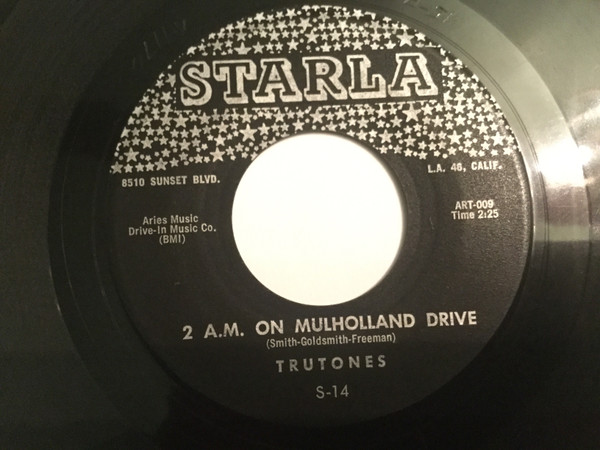 STARLA
8510 SUNSET BLVD.
L.A. 46, CALIF.
Aries Music
Drive-In Music Co.
(BMI)
ART-009
Time 2:25
2 A.M. ON MULHOLLAND DRIVE
(Smith-Goldsmith-Freeman)
TRUTONES
S-14